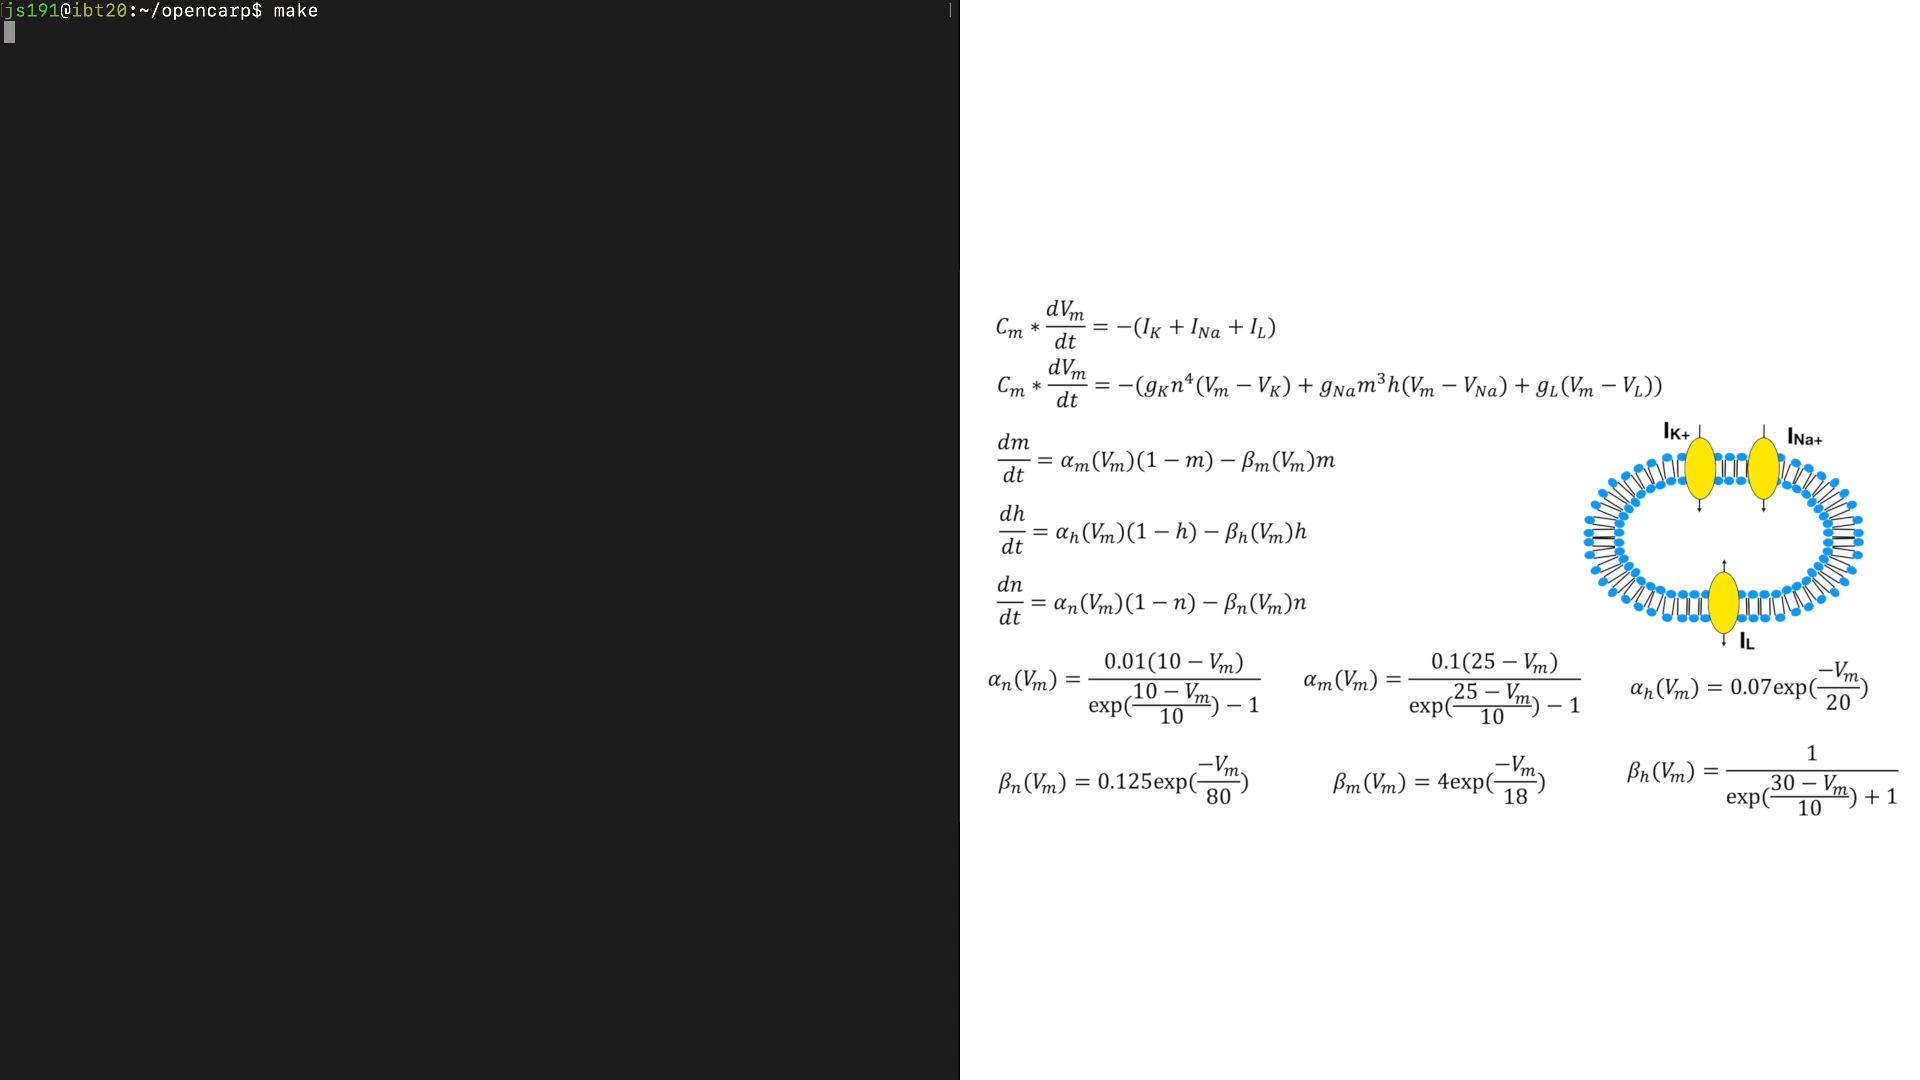 js191@ibt20:~/opencarp$ make
C_m * dV_m/dt = −(I_K + I_Na + I_L)
C_m * dV_m/dt = −(g_K n^4(V_m − V_K) + g_Na m^3 h(V_m − V_Na) + g_L(V_m − V_L))
dm/dt = α_m(V_m)(1 − m) − β_m(V_m)m
dh/dt = α_h(V_m)(1 − h) − β_h(V_m)h
dn/dt = α_n(V_m)(1 − n) − β_n(V_m)n
I_K+
I_Na+
I_L
α_n(V_m) = 0.01(10 − V_m) / (exp((10 − V_m)/10) − 1)
α_m(V_m) = 0.1(25 − V_m) / (exp((25 − V_m)/10) − 1)
α_h(V_m) = 0.07exp(−V_m/20)
β_n(V_m) = 0.125exp(−V_m/80)
β_m(V_m) = 4exp(−V_m/18)
β_h(V_m) = 1 / (exp((30 − V_m)/10) + 1)